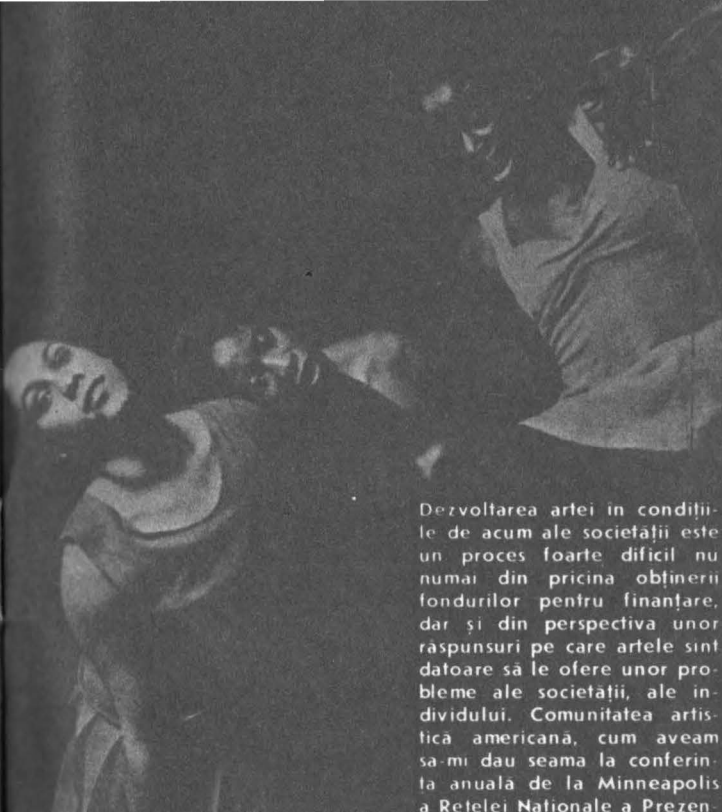 Dezvoltarea artei în condiții-
le de acum ale societății este
un proces foarte dificil nu
numai din pricina obținerii
fondurilor pentru finanțare,
dar și din perspectiva unor
răspunsuri pe care artele sînt
datoare să le ofere unor pro-
bleme ale societății, ale in-
dividului. Comunitatea artis-
tică americană, cum aveam
sa-mi dau seama la conferin-
ța anuală de la Minneapolis
a Rețelei Naționale a Prezen-